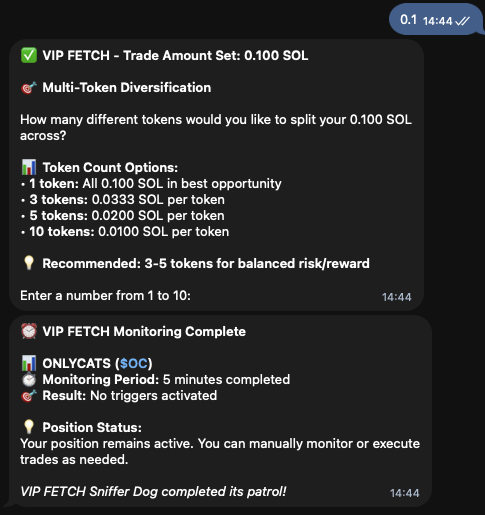 0.1 14:44
✅ VIP FETCH - Trade Amount Set: 0.100 SOL
🎯 Multi-Token Diversification
How many different tokens would you like to split your 0.100 SOL
across?
📊 Token Count Options:
• 1 token: All 0.100 SOL in best opportunity
• 3 tokens: 0.0333 SOL per token
• 5 tokens: 0.0200 SOL per token
• 10 tokens: 0.0100 SOL per token
💡 Recommended: 3-5 tokens for balanced risk/reward
Enter a number from 1 to 10:
14:44
⏰ VIP FETCH Monitoring Complete
📊 ONLYCATS ($OC)
⏱ Monitoring Period: 5 minutes completed
🎯 Result: No triggers activated
💡 Position Status:
Your position remains active. You can manually monitor or execute
trades as needed.
VIP FETCH Sniffer Dog completed its patrol!
14:44